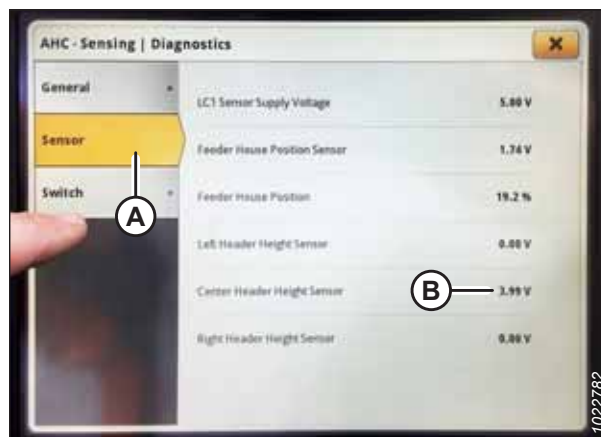 AHC - Sensing | Diagnostics
General
Sensor
Switch
A
LC1 Sensor Supply Voltage 5.00 V
Feeder House Position Sensor 1.74 V
Feeder House Position 19.2 %
Left Header Height Sensor 0.00 V
Center Header Height Sensor B 3.99 V
Right Header Height Sensor 0.00 V
1022782